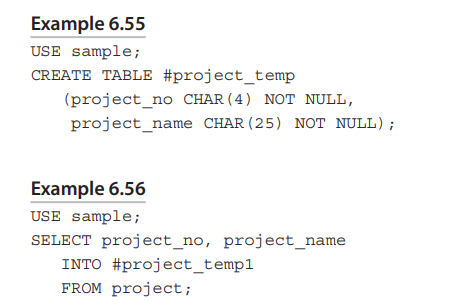 Example 6.55
USE sample;
CREATE TABLE #project_temp
(project_no CHAR(4) NOT NULL,
project_name CHAR(25) NOT NULL);
Example 6.56
USE sample;
SELECT project_no, project_name
INTO #project_temp1
FROM project;